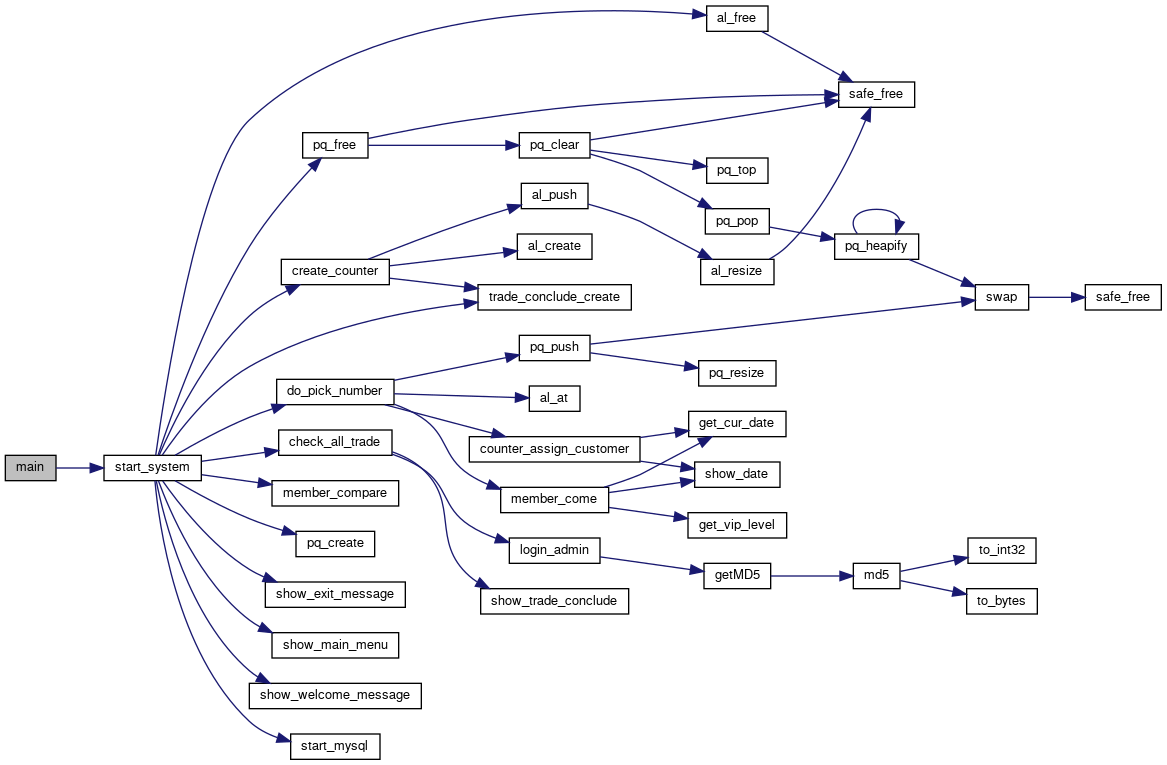 al_free
safe_free
pq_free
pq_clear
pq_top
al_push
pq_pop
al_create
pq_heapify
create_counter
al_resize
trade_conclude_create
swap
safe_free
pq_push
pq_resize
do_pick_number
al_at
get_cur_date
check_all_trade
counter_assign_customer
main
start_system
show_date
member_compare
member_come
get_vip_level
pq_create
login_admin
to_int32
getMD5
md5
show_exit_message
show_trade_conclude
to_bytes
show_main_menu
show_welcome_message
start_mysql